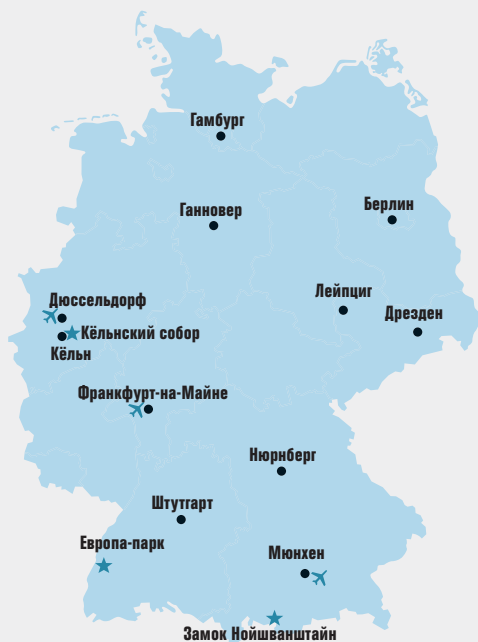 Гамбург
Ганновер
Берлин
Дюссельдорф
Лейпциг
Дрезден
Кёльнский собор
Кёльн
Франкфурт-на-Майне
Нюрнберг
Штутгарт
Европа-парк
Мюнхен
Замок Нойшванштайн